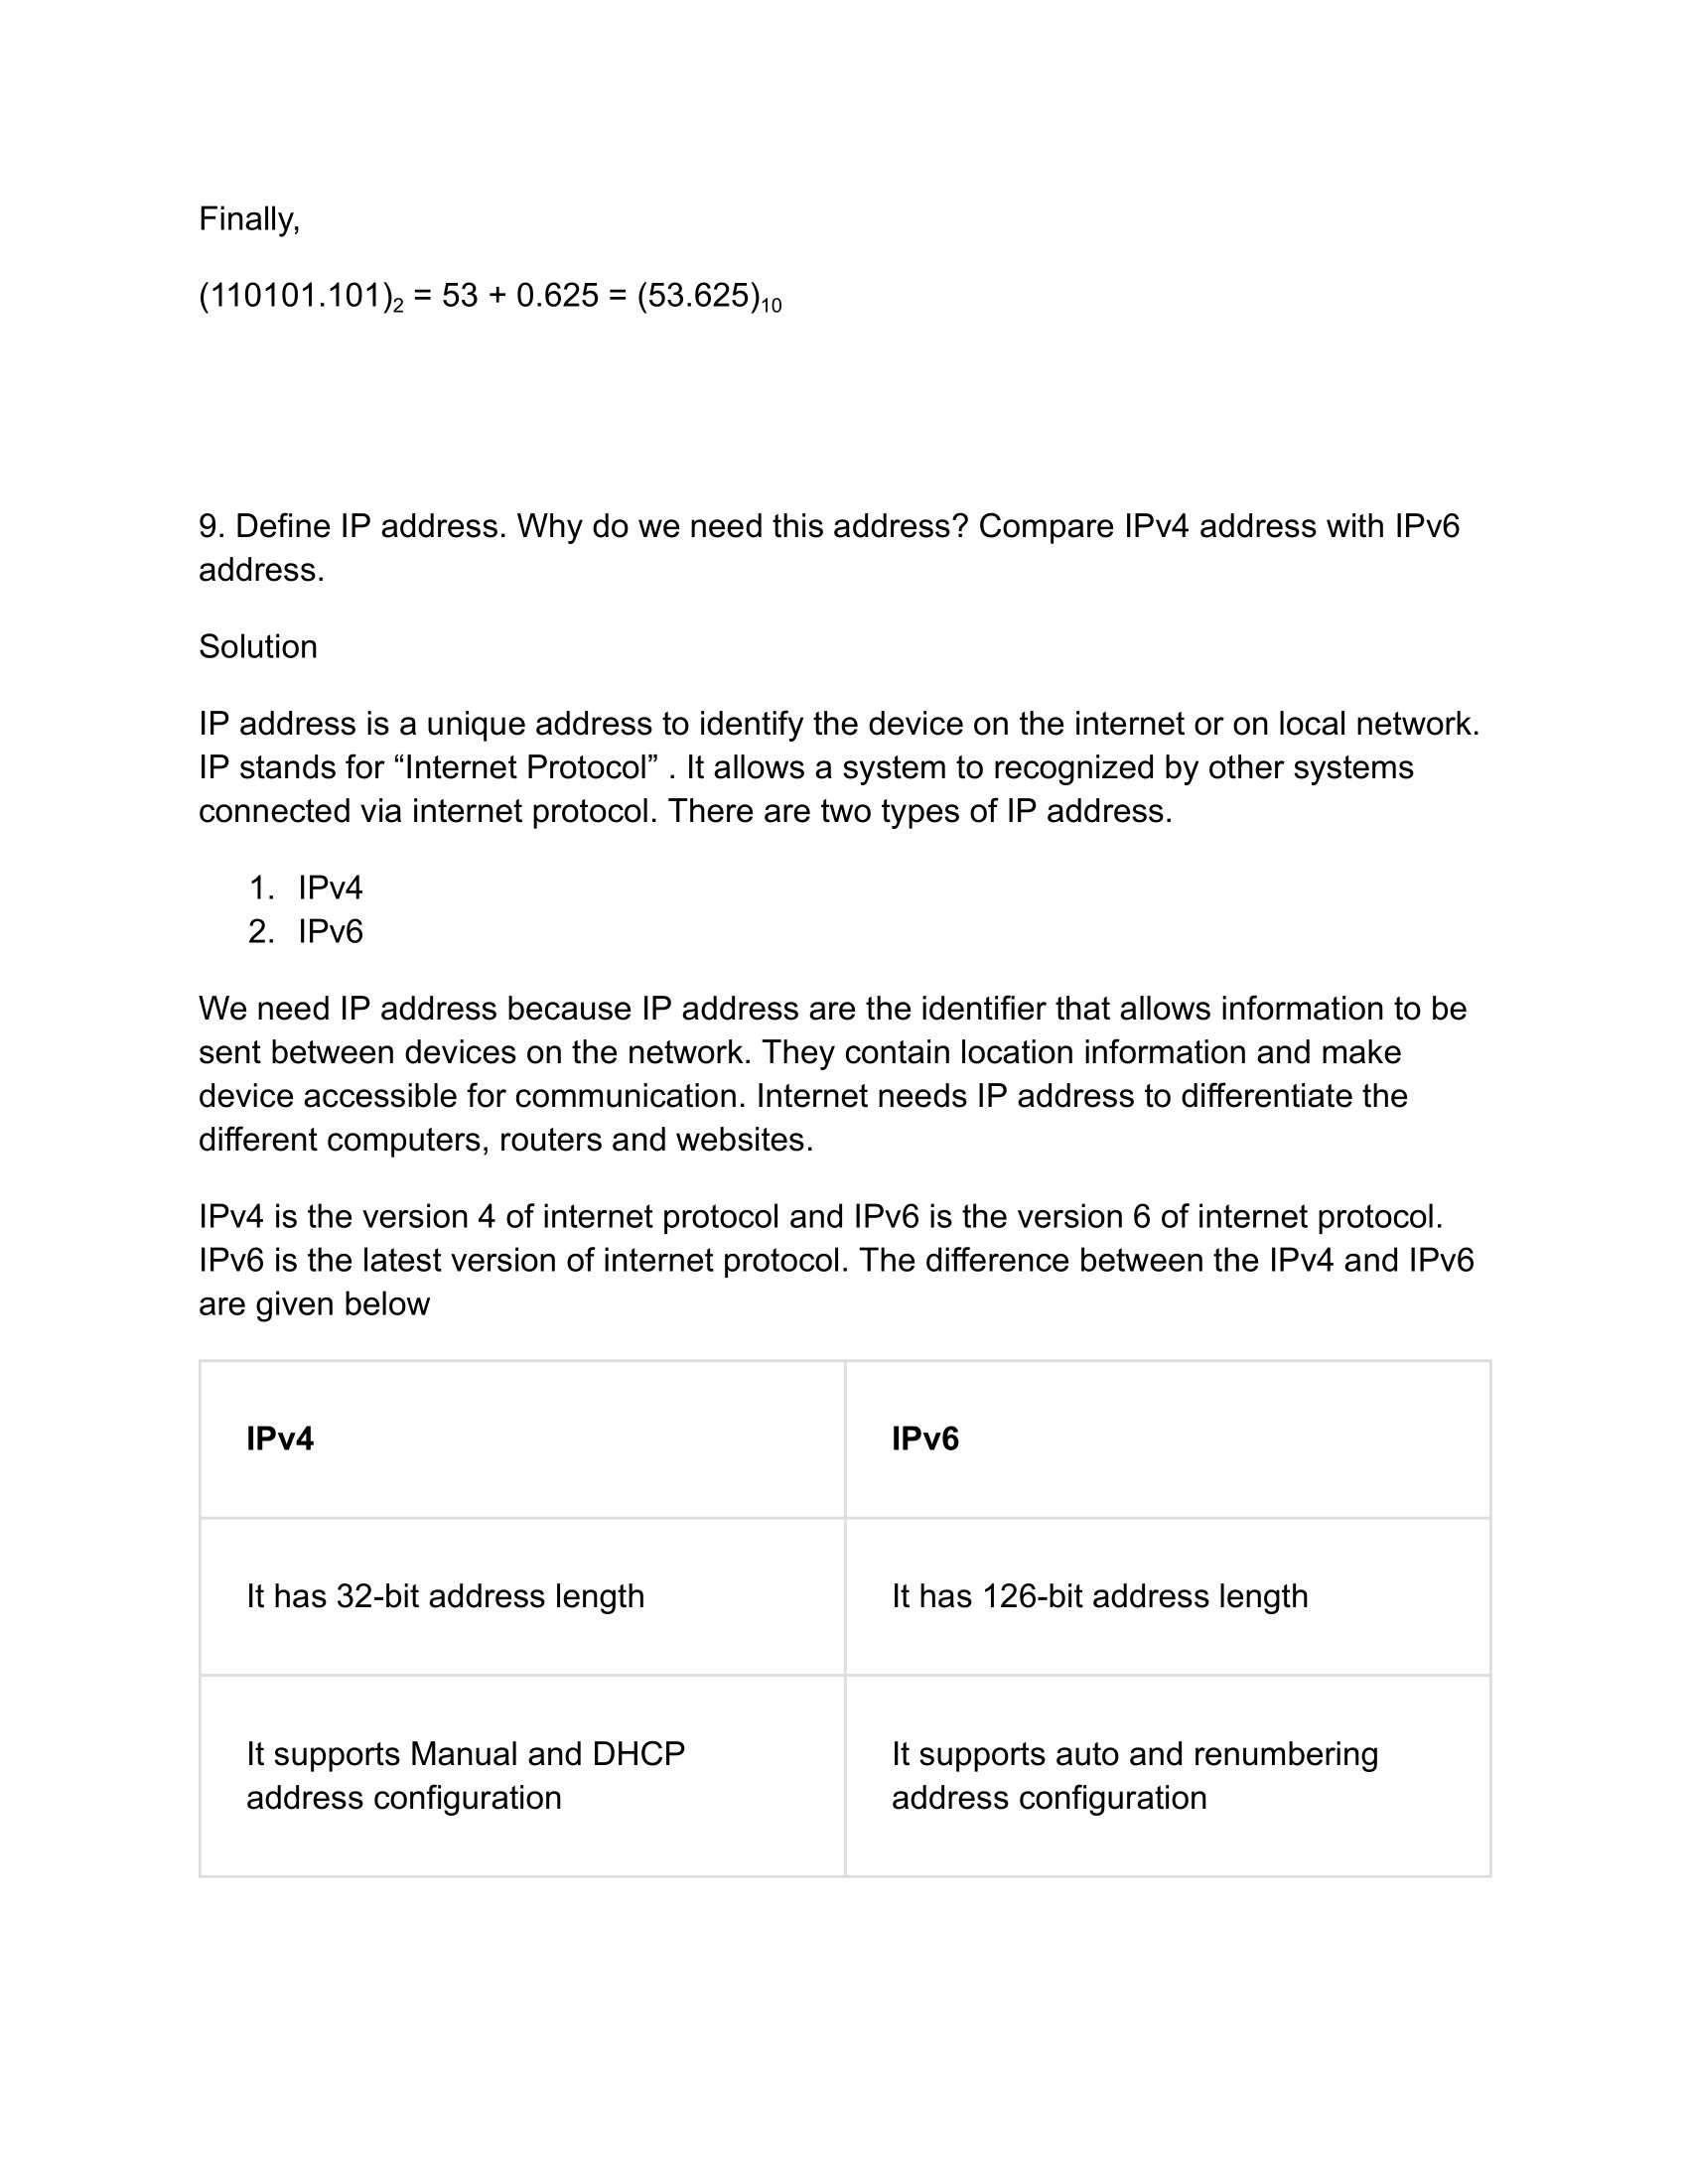 Finally,
(110101.101)₂ = 53 + 0.625 = (53.625)₁₀
9. Define IP address. Why do we need this address? Compare IPv4 address with IPv6
address.
Solution
IP address is a unique address to identify the device on the internet or on local network.
IP stands for “Internet Protocol” . It allows a system to recognized by other systems
connected via internet protocol. There are two types of IP address.
1. IPv4
2. IPv6
We need IP address because IP address are the identifier that allows information to be
sent between devices on the network. They contain location information and make
device accessible for communication. Internet needs IP address to differentiate the
different computers, routers and websites.
IPv4 is the version 4 of internet protocol and IPv6 is the version 6 of internet protocol.
IPv6 is the latest version of internet protocol. The difference between the IPv4 and IPv6
are given below
IPv4 IPv6
It has 32-bit address length It has 126-bit address length
It supports Manual and DHCP It supports auto and renumbering
address configuration address configuration